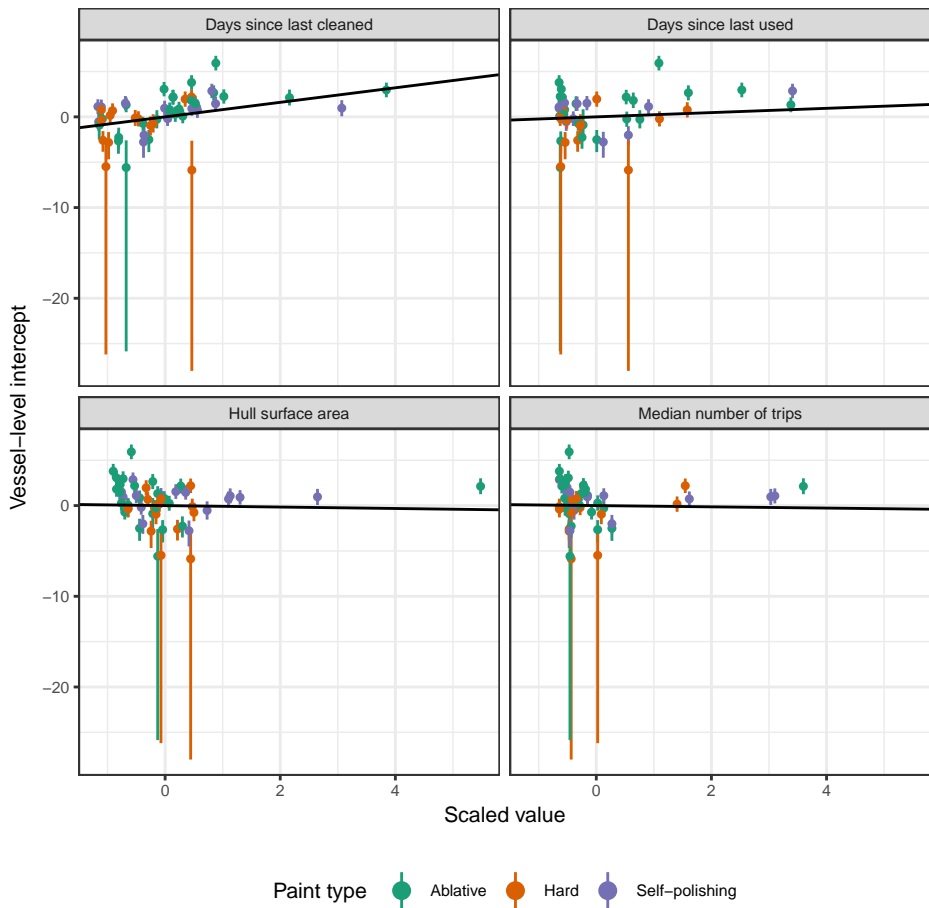 Days since last cleaned
Days since last used
0
−10
−20
Hull surface area
Median number of trips
0
−10
−20
0
2
4
0
2
4
Vessel−level intercept
Scaled value
Paint type
Ablative
Hard
Self−polishing